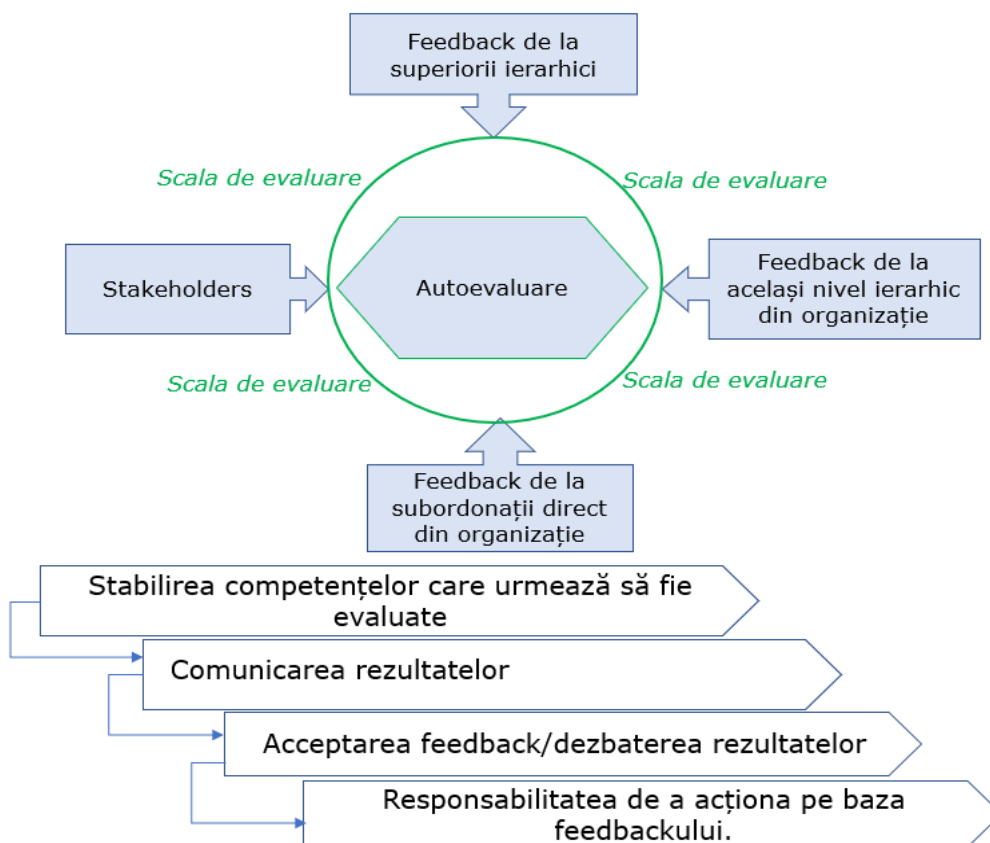 Feedback de la
superiorii ierarhici
Scala de evaluare
Scala de evaluare
Stakeholders
Autoevaluare
Feedback de la
același nivel ierarhic
din organizație
Scala de evaluare
Scala de evaluare
Feedback de la
subordonații direct
din organizație
Stabilirea competențelor care urmează să fie
evaluate
Comunicarea rezultatelor
Acceptarea feedback/dezbaterea rezultatelor
Responsabilitatea de a acționa pe baza
feedbackului.